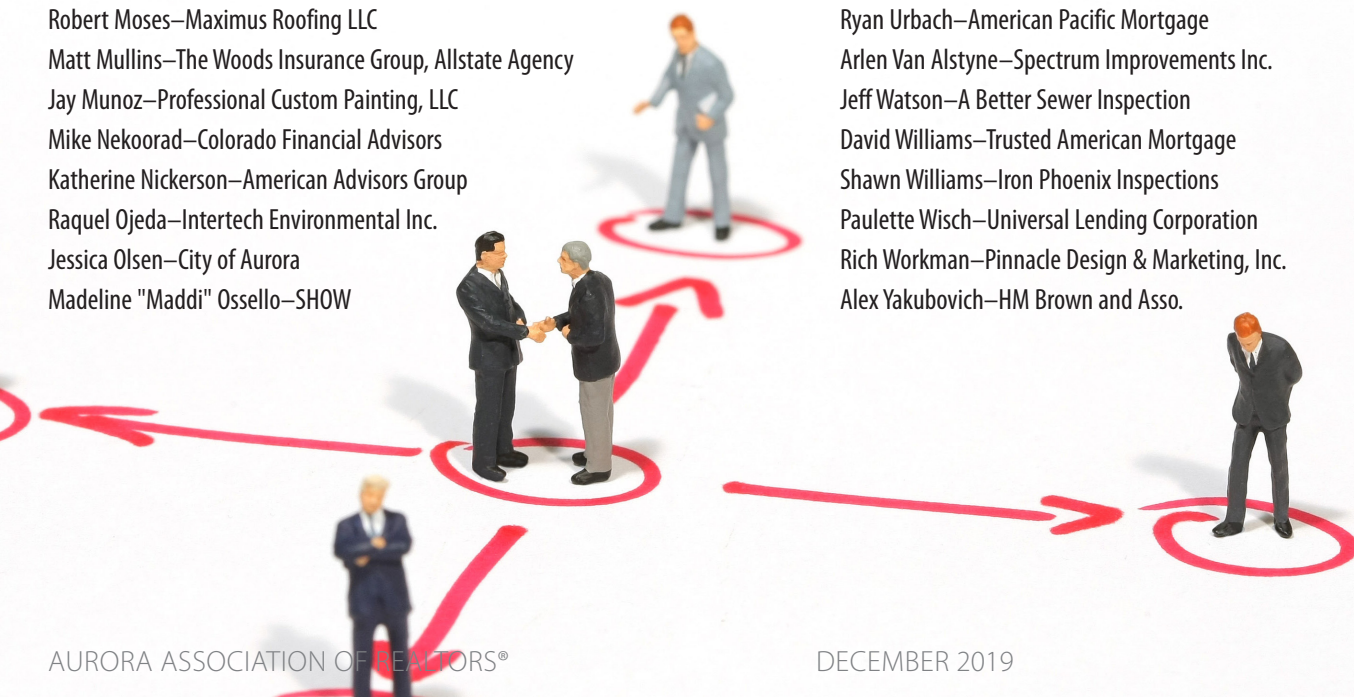 Robert Moses–Maximus Roofing LLC
Matt Mullins–The Woods Insurance Group, Allstate Agency
Jay Munoz–Professional Custom Painting, LLC
Mike Nekoorad–Colorado Financial Advisors
Katherine Nickerson–American Advisors Group
Raquel Ojeda–Intertech Environmental Inc.
Jessica Olsen–City of Aurora
Madeline "Maddi" Ossello–SHOW
Ryan Urbach–American Pacific Mortgage
Arlen Van Alstyne–Spectrum Improvements Inc.
Jeff Watson–A Better Sewer Inspection
David Williams–Trusted American Mortgage
Shawn Williams–Iron Phoenix Inspections
Paulette Wisch–Universal Lending Corporation
Rich Workman–Pinnacle Design & Marketing, Inc.
Alex Yakubovich–HM Brown and Asso.
AURORA ASSOCIATION OF REALTORS®
DECEMBER 2019